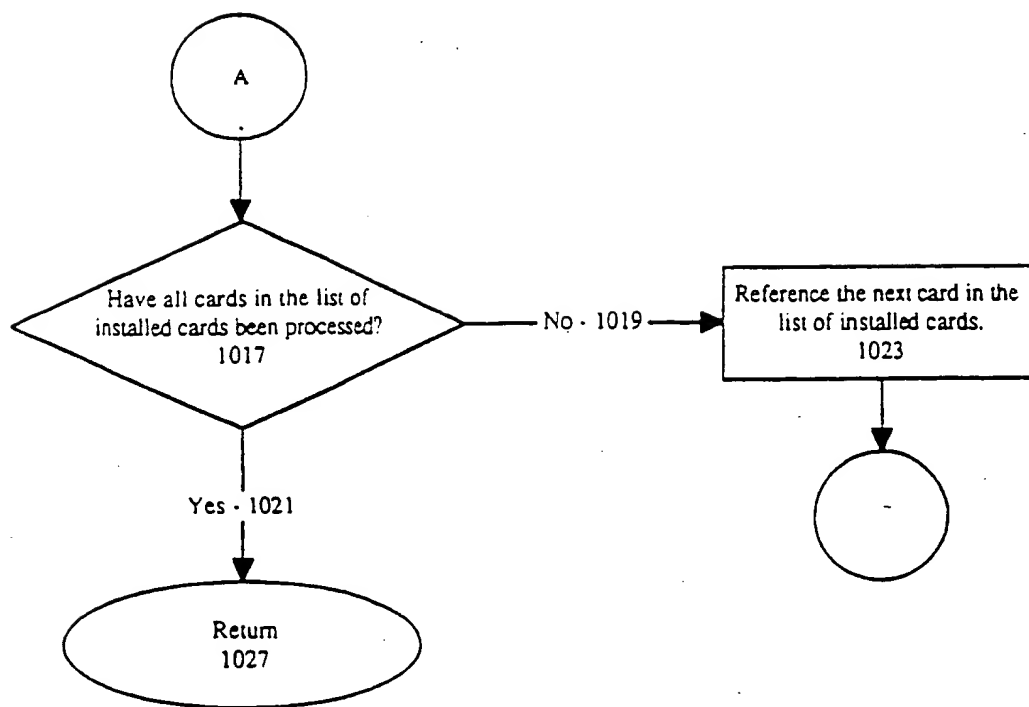 A
Have all cards in the list of
installed cards been processed?
1017
No - 1019
Reference the next card in the
list of installed cards.
1023
Yes - 1021
Return
1027